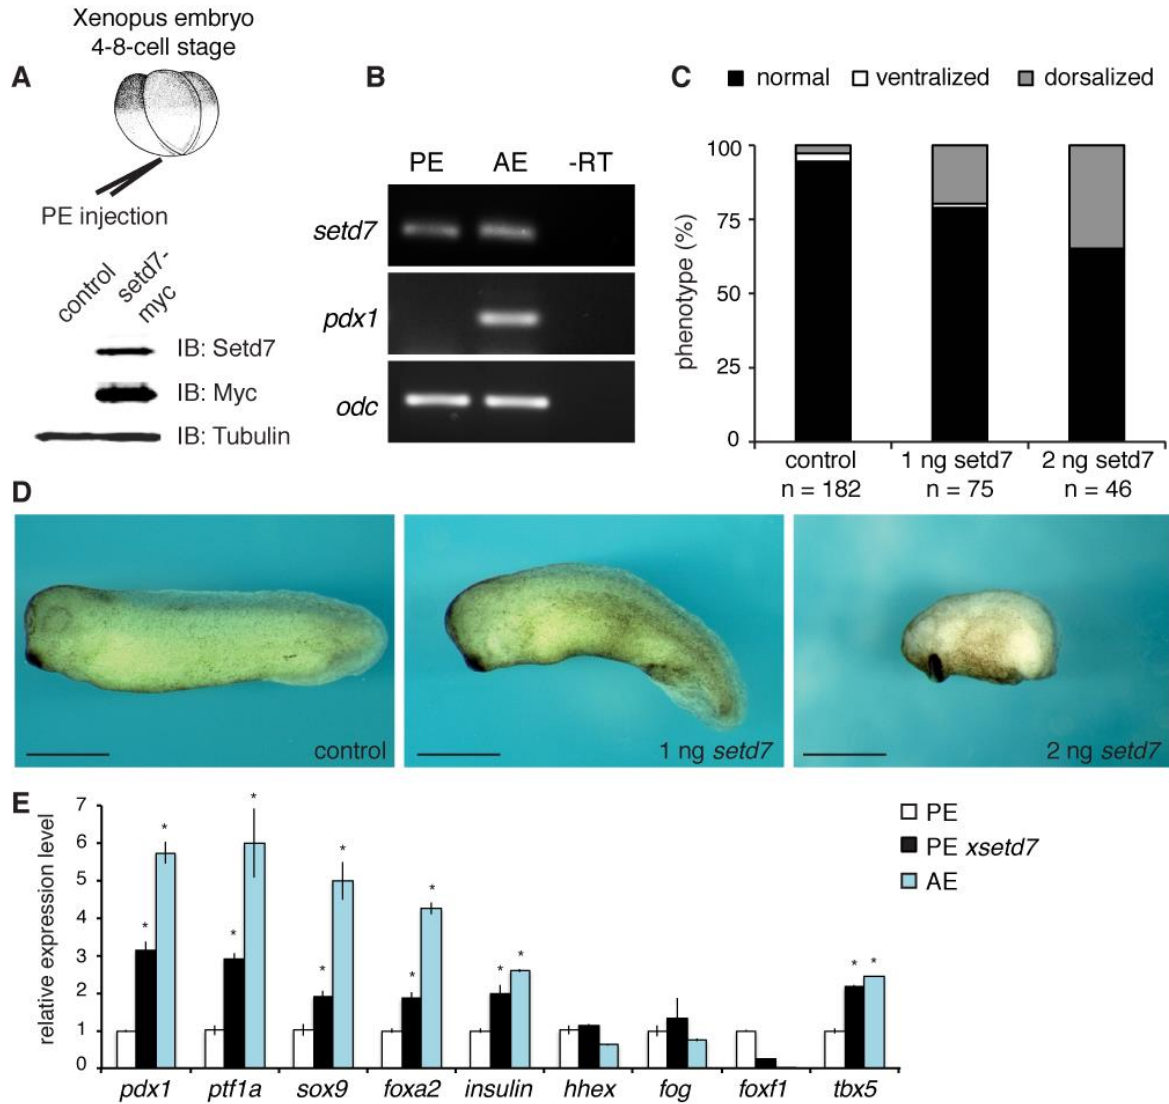 Xenopus embryo
4-8-cell stage
A
PE injection
control
setd7-
myc
IB: Setd7
IB: Myc
IB: Tubulin
B
PE AE -RT
setd7
pdx1
odc
C
normal ventralized dorsalized
phenotype (%)
100
75
50
25
0
control 1 ng setd7 2 ng setd7
n = 182 n = 75 n = 46
D
control
1 ng setd7
2 ng setd7
E
relative expression level
7
6
5
4
3
2
1
0
* * * * * * * * * * * *
pdx1 ptf1a sox9 foxa2 insulin hhex fog foxf1 tbx5
PE
PE xsetd7
AE